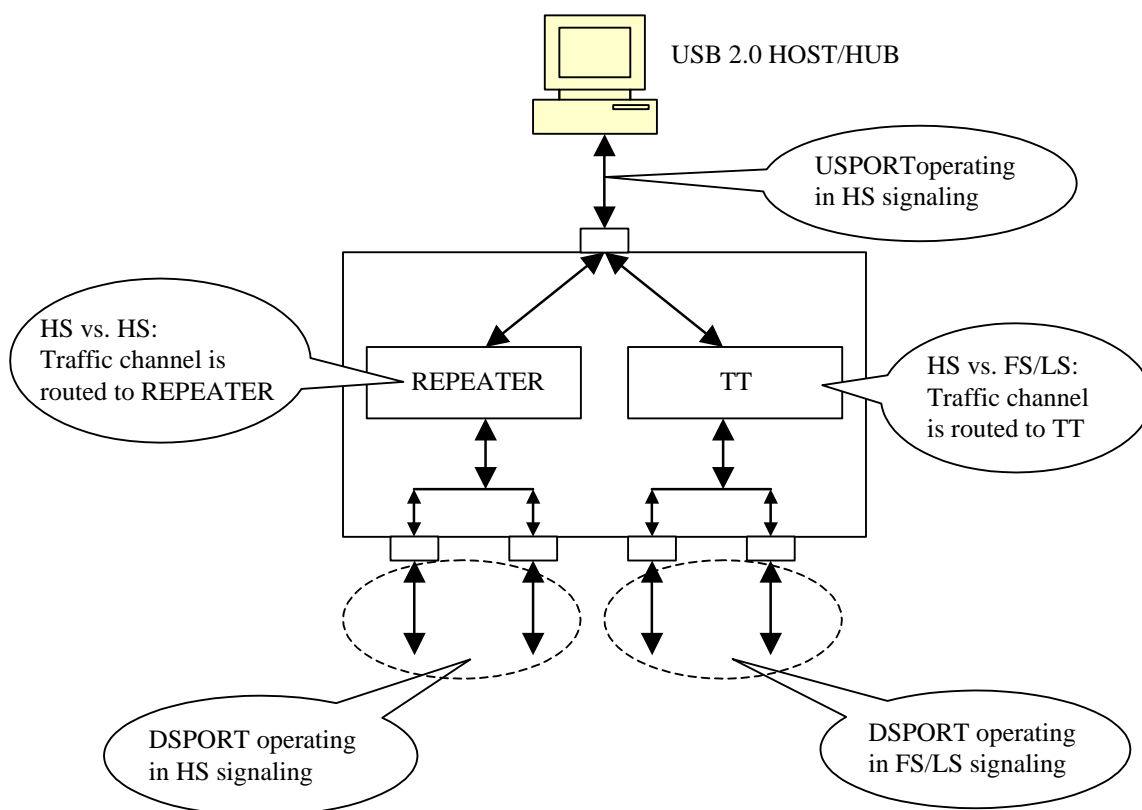 USB 2.0 HOST/HUB
USPORToperating
in HS signaling
HS vs. HS:
Traffic channel is
routed to REPEATER
REPEATER
TT
HS vs. FS/LS:
Traffic channel
is routed to TT
DSPORT operating
in HS signaling
DSPORT operating
in FS/LS signaling